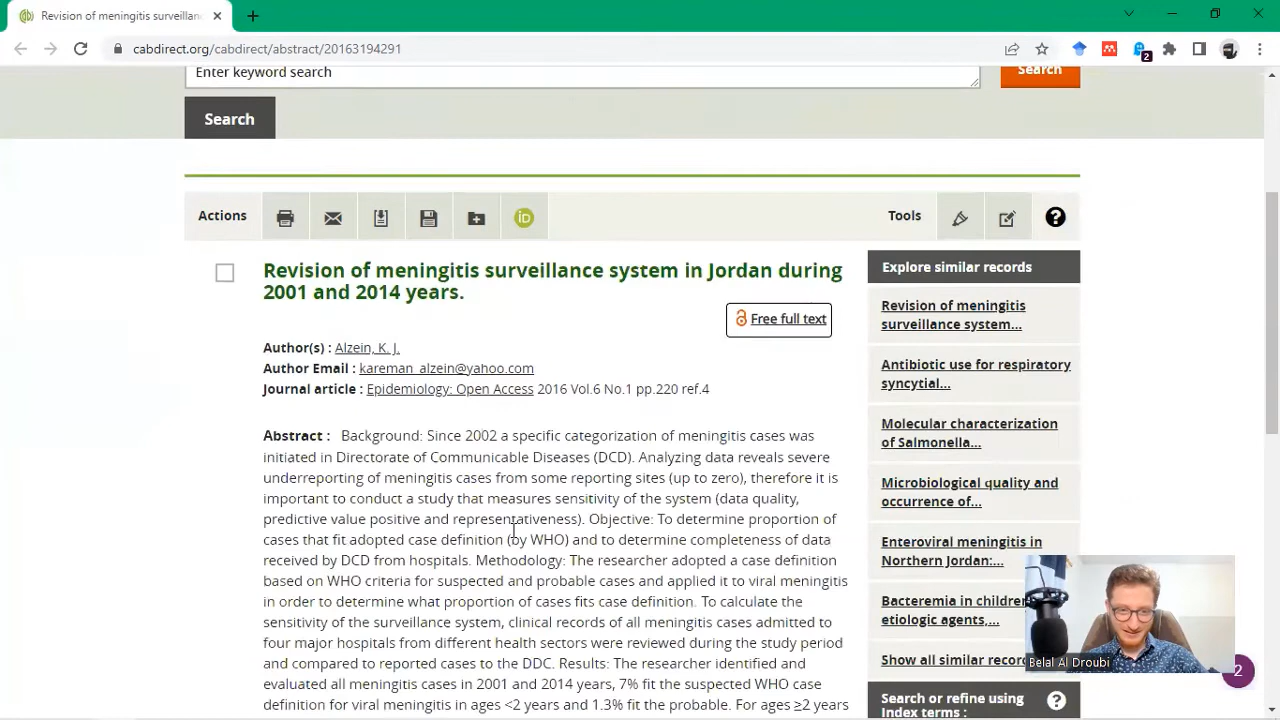 Revision of meningitis surveillanc
cabdirect.org/cabdirect/abstract/20163194291
2
Enter keyword search
Search
Search
Actions
iD
Tools
?
Revision of meningitis surveillance system in Jordan during
2001 and 2014 years.
Free full text
Author(s) : Alzein, K. J.
Author Email : kareman_alzein@yahoo.com
Journal article : Epidemiology: Open Access 2016 Vol.6 No.1 pp.220 ref.4
Abstract : Background: Since 2002 a specific categorization of meningitis cases was
initiated in Directorate of Communicable Diseases (DCD). Analyzing data reveals severe
underreporting of meningitis cases from some reporting sites (up to zero), therefore it is
important to conduct a study that measures sensitivity of the system (data quality,
predictive value positive and representativeness). Objective: To determine proportion of
cases that fit adopted case definition (by WHO) and to determine completeness of data
received by DCD from hospitals. Methodology: The researcher adopted a case definition
based on WHO criteria for suspected and probable cases and applied it to viral meningitis
in order to determine what proportion of cases fits case definition. To calculate the
sensitivity of the surveillance system, clinical records of all meningitis cases admitted to
four major hospitals from different health sectors were reviewed during the study period
and compared to reported cases to the DDC. Results: The researcher identified and
evaluated all meningitis cases in 2001 and 2014 years, 7% fit the suspected WHO case
definition for viral meningitis in ages <2 years and 1.3% fit the probable. For ages ≥2 years
Explore similar records
Revision of meningitis
surveillance system...
Antibiotic use for respiratory
syncytial...
Molecular characterization
of Salmonella...
Microbiological quality and
occurrence of...
Enteroviral meningitis in
Northern Jordan:...
Bacteremia in children
etiologic agents,...
Show all similar recor
Search or refine using
Index terms :
?
Belal Al Droubi
2